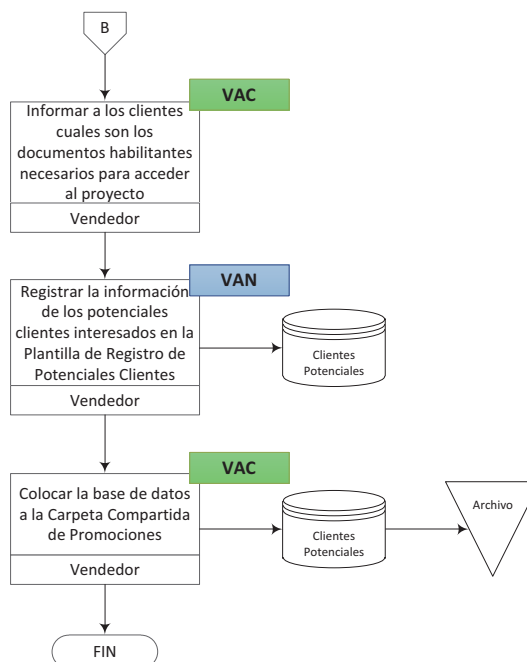 B
VAC
Informar a los clientes
cuales son los
documentos habilitantes
necesarios para acceder
al proyecto
Vendedor
VAN
Registrar la información
de los potenciales
clientes interesados en la
Plantilla de Registro de
Potenciales Clientes
Vendedor
Clientes
Potenciales
VAC
Colocar la base de datos
a la Carpeta Compartida
de Promociones
Vendedor
Clientes
Potenciales
Archivo
FIN